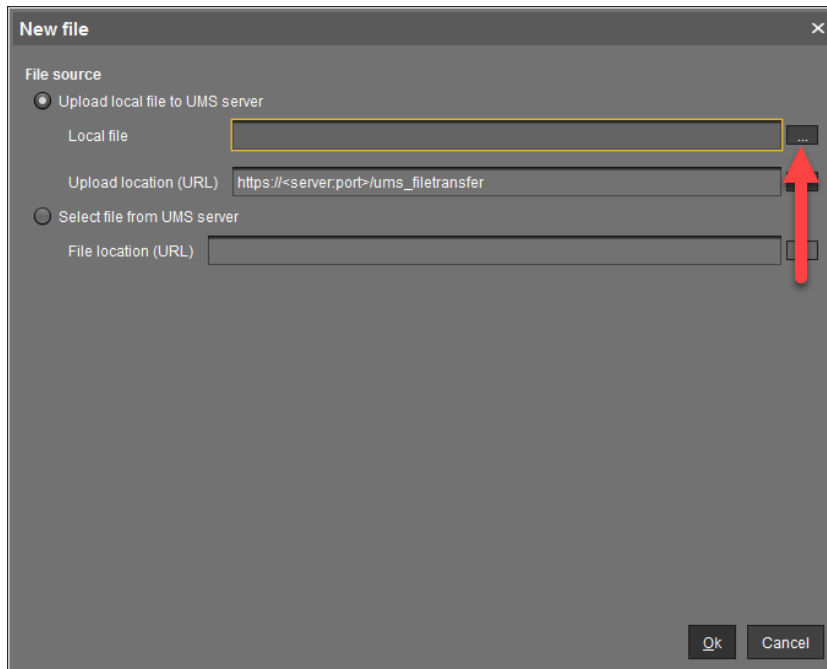 New file
File source
Upload local file to UMS server
Local file
...
Upload location (URL) https://<server:port>/ums_filetransfer
Select file from UMS server
File location (URL)
Ok Cancel